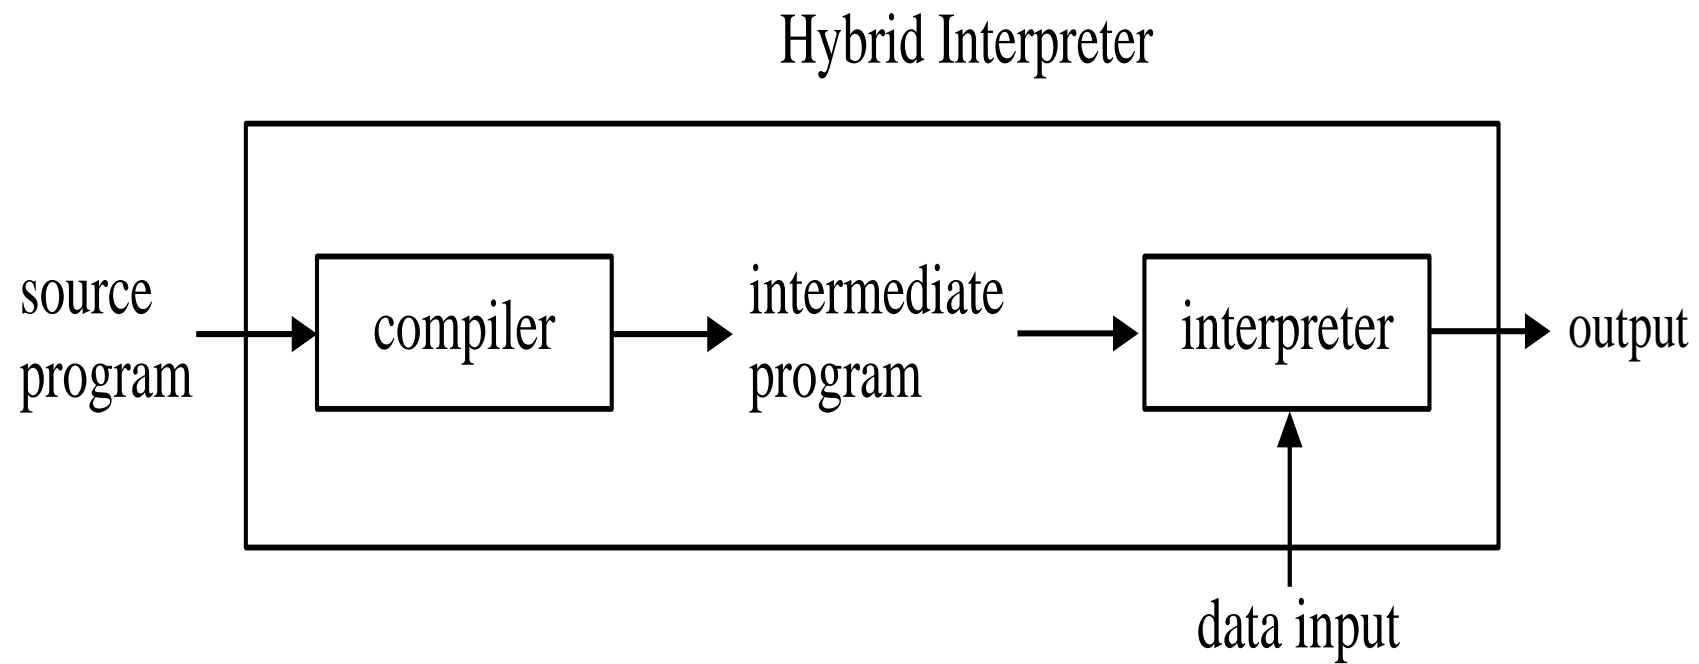 Hybrid Interpreter
source
program
compiler
intermediate
program
interpreter
output
data input